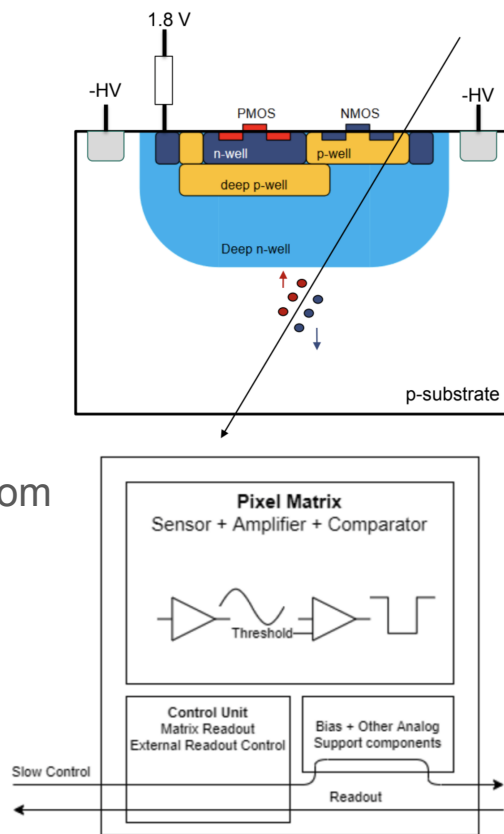 1.8 V
-HV
-HV
PMOS
NMOS
n-well
p-well
deep p-well
Deep n-well
p-substrate
om
Pixel Matrix
Sensor + Amplifier + Comparator
Threshold
Control Unit
Matrix Readout
External Readout Control
Bias + Other Analog
Support components
Slow Control
Readout